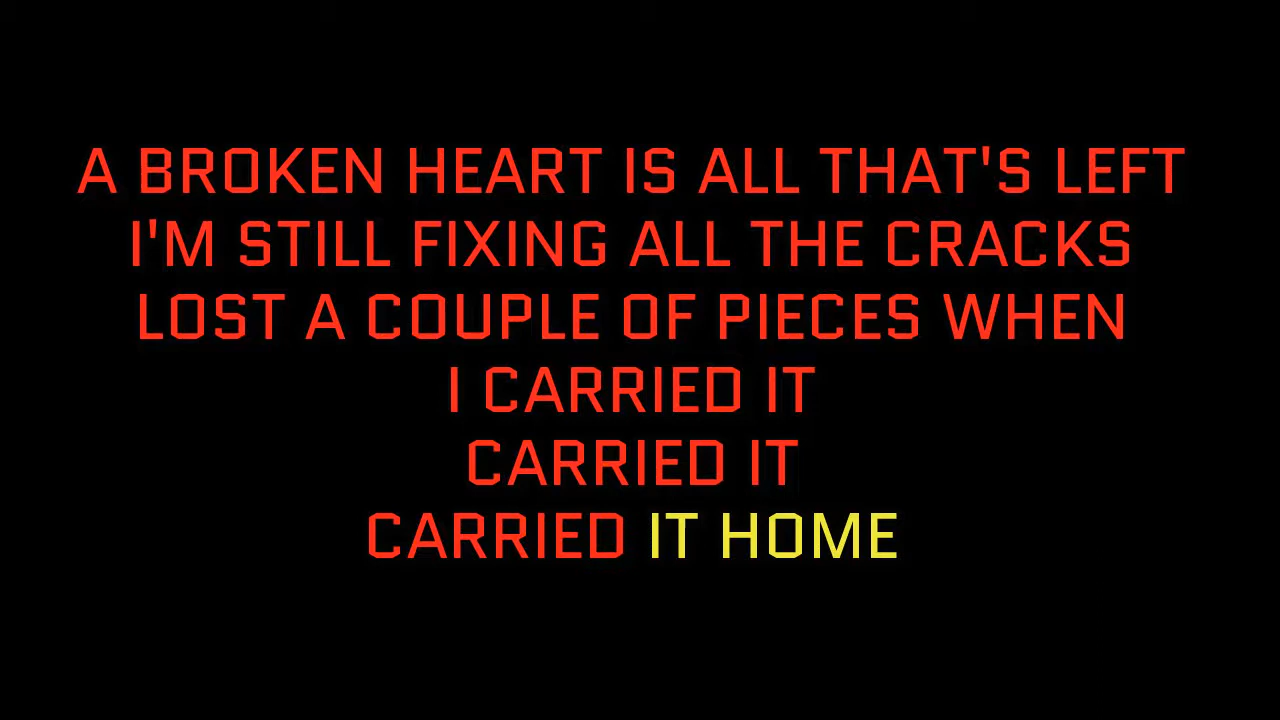 A BROKEN HEART IS ALL THAT'S LEFT
I'M STILL FIXING ALL THE CRACKS
LOST A COUPLE OF PIECES WHEN
I CARRIED IT
CARRIED IT
CARRIED IT HOME